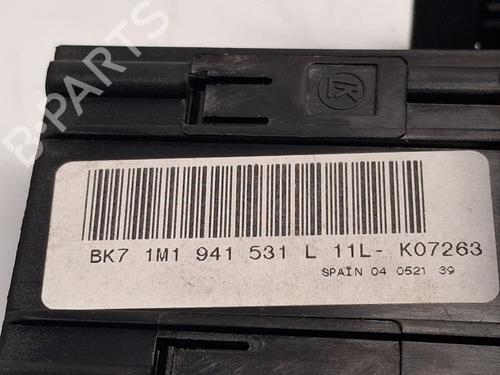 B-PARTS
BK7 1M1 941 531 L 11L- K07263
SPAIN 04 0521 39